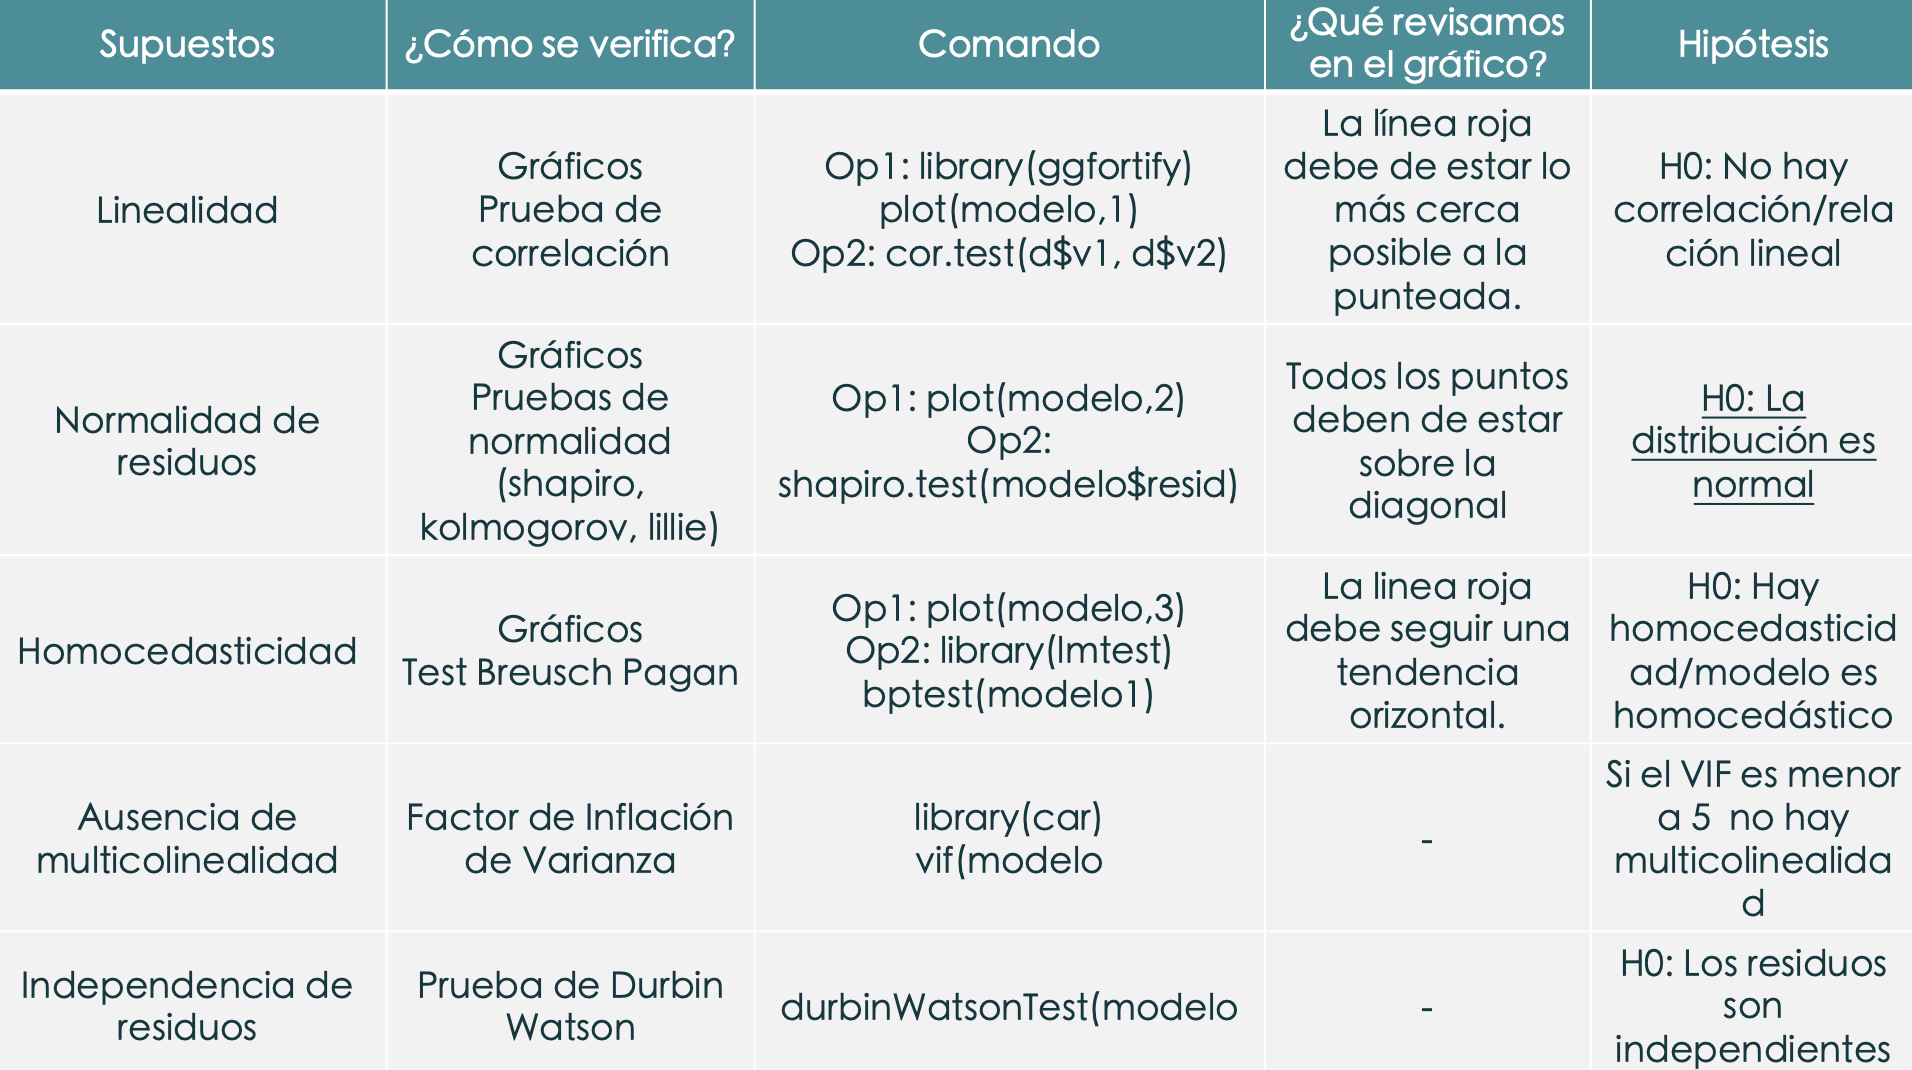 Supuestos
¿Cómo se verifica?
Comando
¿Qué revisamos
en el gráfico?
Hipótesis
Linealidad
Gráficos
Prueba de
correlación
Op1: library(ggfortify)
plot(modelo,1)
Op2: cor.test(d$v1, d$v2)
La línea roja
debe de estar lo
más cerca
posible a la
punteada.
H0: No hay
correlación/rela
ción lineal
Normalidad de
residuos
Gráficos
Pruebas de
normalidad
(shapiro,
kolmogorov, lillie)
Op1: plot(modelo,2)
Op2:
shapiro.test(modelo$resid)
Todos los puntos
deben de estar
sobre la
diagonal
H0: La
distribución es
normal
Homocedasticidad
Gráficos
Test Breusch Pagan
Op1: plot(modelo,3)
Op2: library(lmtest)
bptest(modelo1)
La linea roja
debe seguir una
tendencia
orizontal.
H0: Hay
homocedasticid
ad/modelo es
homocedástico
Ausencia de
multicolinealidad
Factor de Inflación
de Varianza
library(car)
vif(modelo
-
Si el VIF es menor
a 5  no hay
multicolinealida
d
Independencia de
residuos
Prueba de Durbin
Watson
durbinWatsonTest(modelo
-
H0: Los residuos
son
independientes